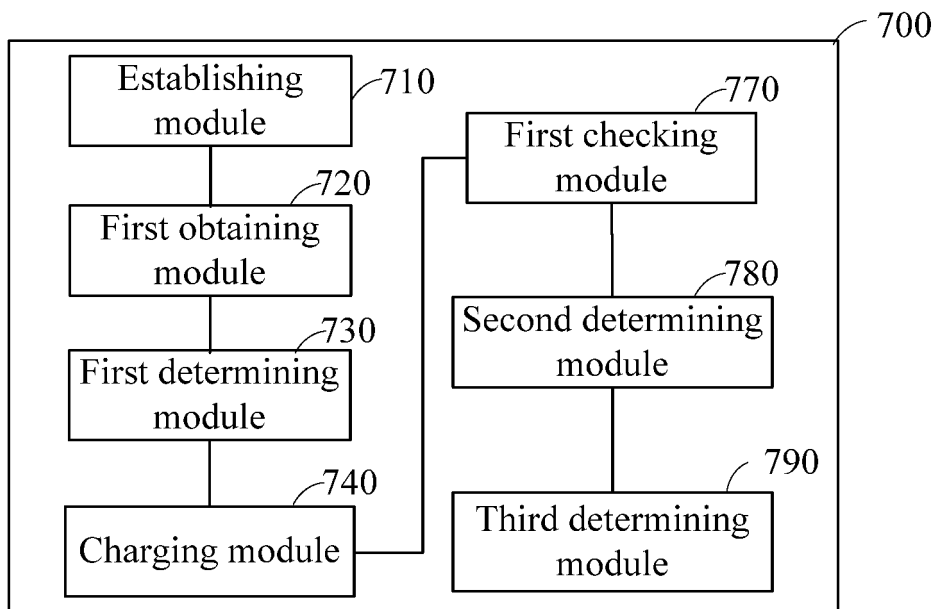 700
Establishing
module
710
First obtaining
module
720
First determining
module
730
Charging module
740
First checking
module
770
Second determining
module
780
Third determining
module
790